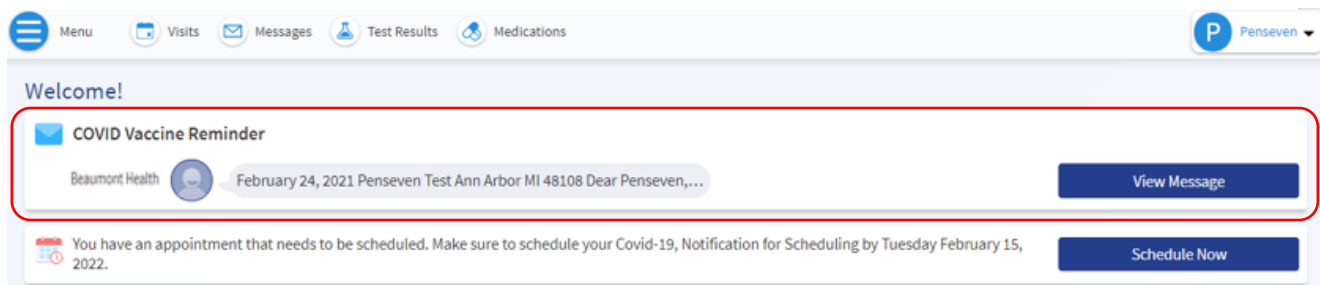 Menu Visits Messages Test Results Medications P Penseven
Welcome!
COVID Vaccine Reminder
Beaumont Health February 24, 2021 Penseven Test Ann Arbor MI 48108 Dear Penseven,... View Message
You have an appointment that needs to be scheduled. Make sure to schedule your Covid-19, Notification for Scheduling by Tuesday February 15,
2022.
Schedule Now